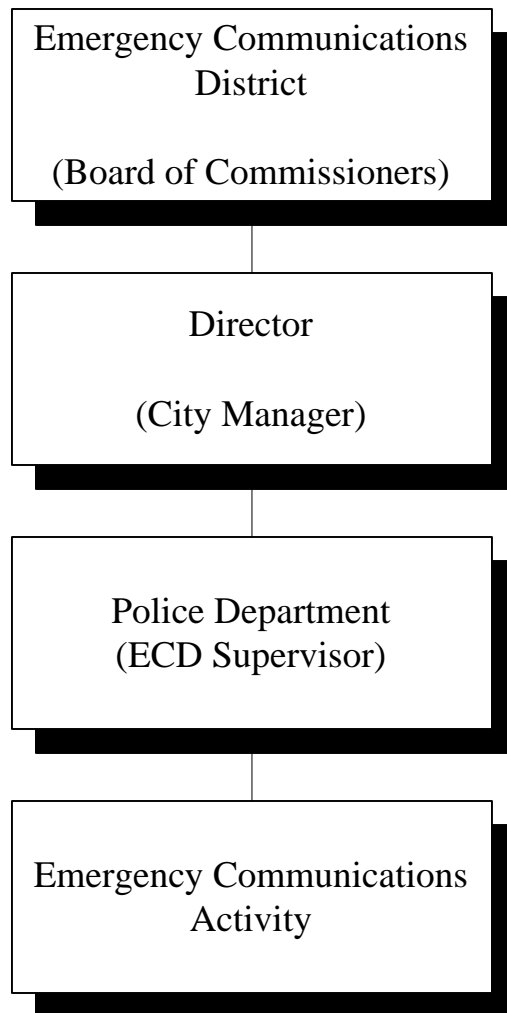 Emergency Communications
District
(Board of Commissioners)
Director
(City Manager)
Police Department
(ECD Supervisor)
Emergency Communications
Activity